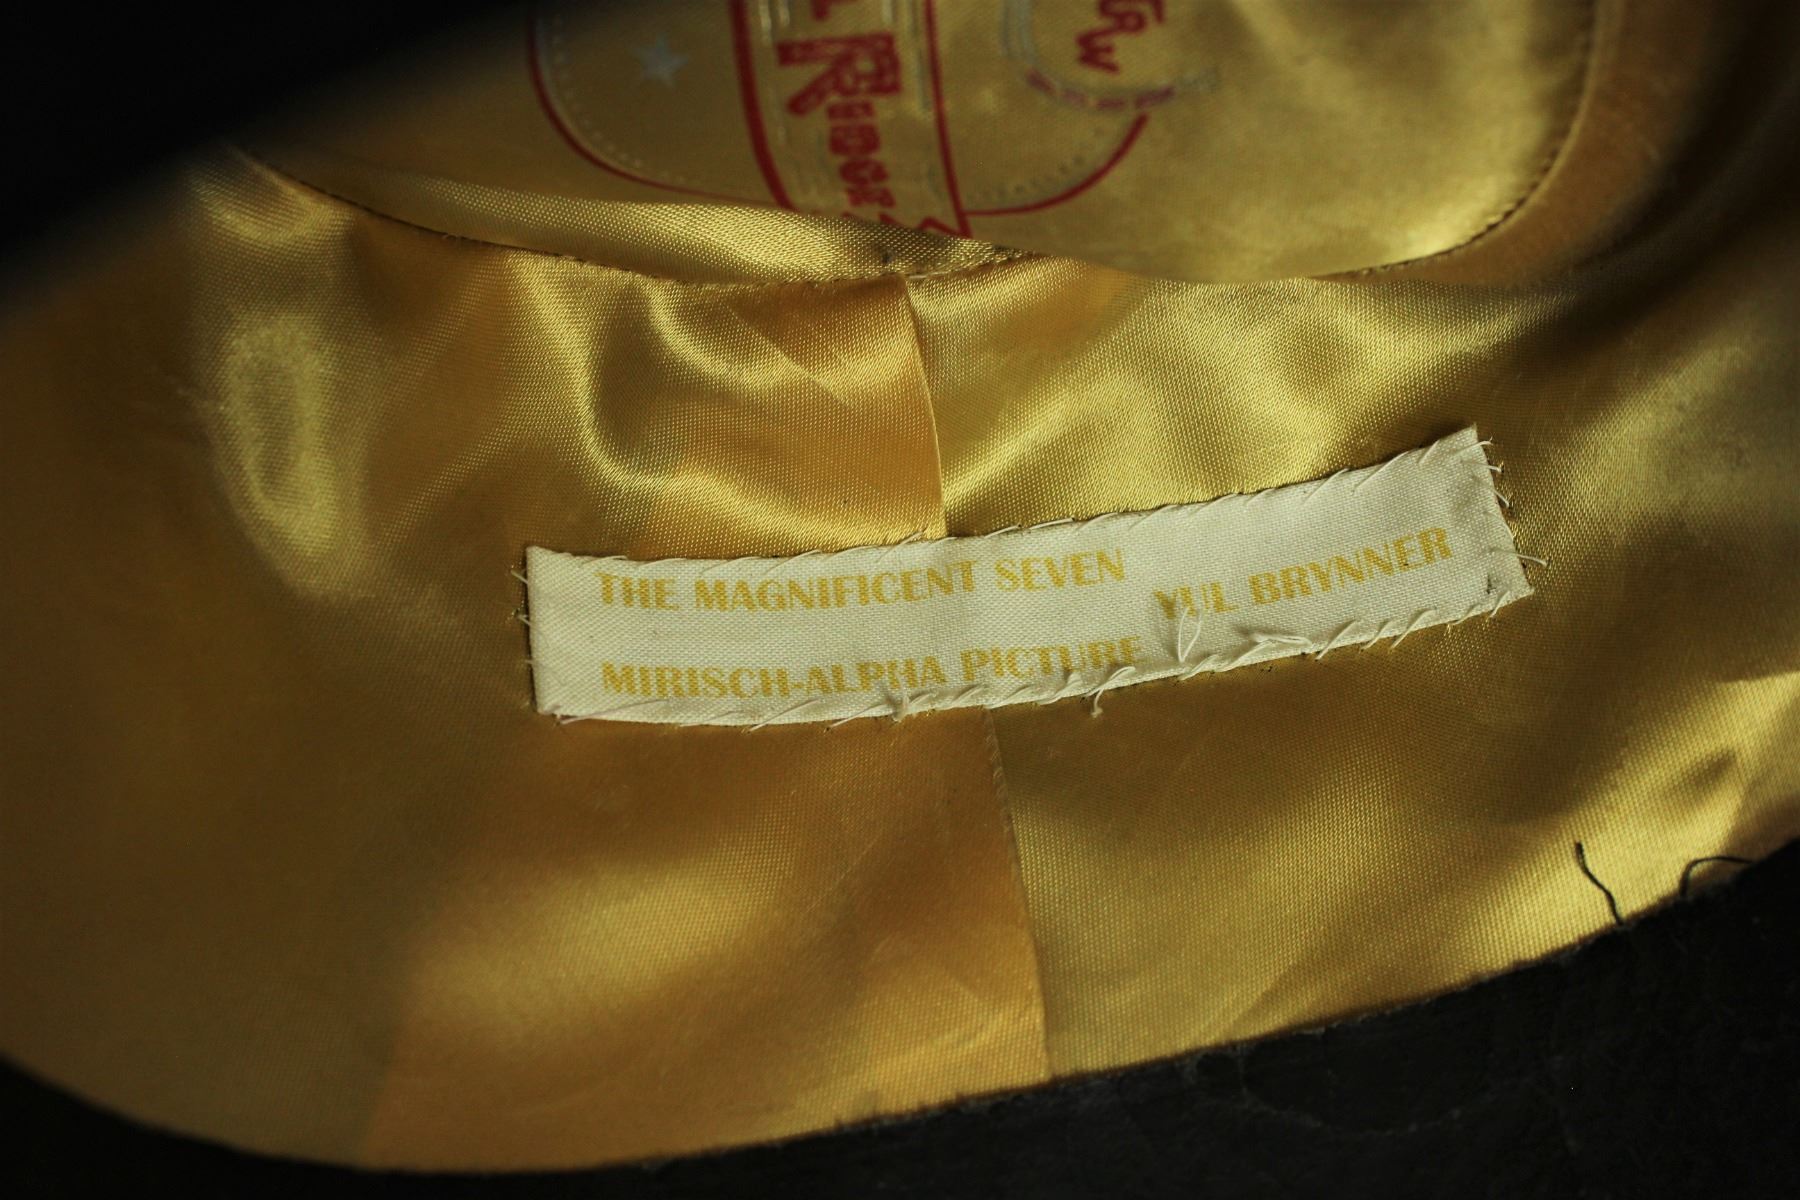 THE MAGNIFICENT SEVEN YUL BRYNNER
MIRISCH-ALPHA PICTURE